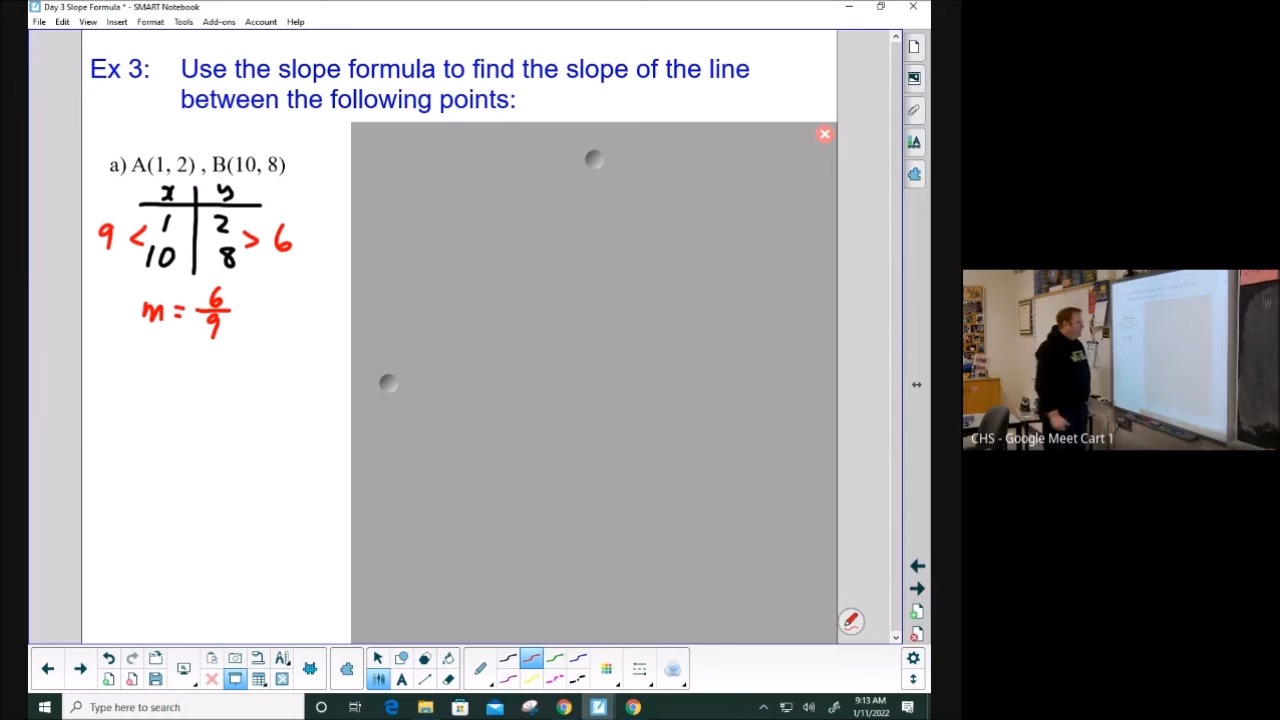 Day 3 Slope Formula * - SMART Notebook
File Edit View Insert Format Tools Links Window Account Help
Ex 3: Use the slope formula to find the slope of the line
between the following points:
a) A(1, 2) , B(10, 8)
x y
1 2
9 < > 6
10 8
m = 6/9
CHS - Google Meet Cart 1
Type here to search
9:13 AM
1/11/2022